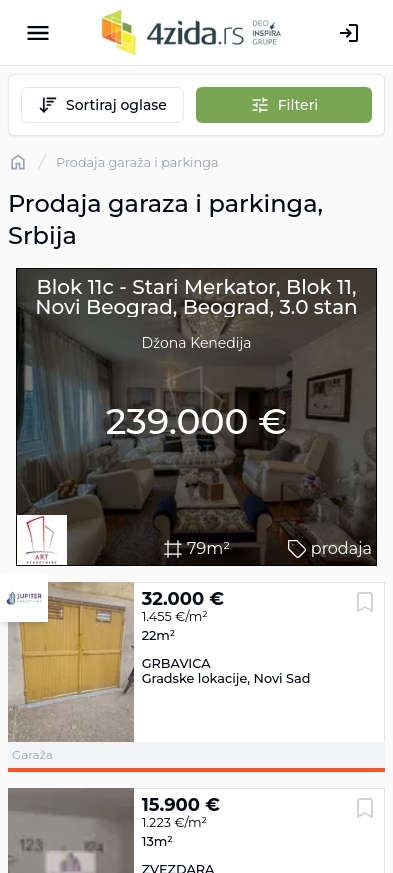 4zida.rs
DEO
INSPIRA
GRUPE
Sortiraj oglase
Filteri
/
Prodaja garaža i parkinga
Prodaja garaza i parkinga,
Srbija
Blok 11c - Stari Merkator, Blok 11,
Novi Beograd, Beograd, 3.0 stan
Džona Kenedija
239.000 €
ART
79m²
prodaja
JUPITER
32.000 €
1.455 €/m²
22m²
GRBAVICA
Gradske lokacije, Novi Sad
Garaža
15.900 €
1.223 €/m²
13m²
ZVEZDARA
123